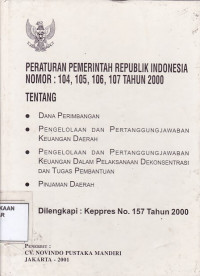 PERATURAN PEMERINTAH REPUBLIK INDONESIA
NOMOR : 104, 105, 106, 107 TAHUN 2000
TENTANG
● DANA PERIMBANGAN
● PENGELOLAAN DAN PERTANGGUNGJAWABAN
KEUANGAN DAERAH
● PENGELOLAAN DAN PERTANGGUNGJAWABAN
KEUANGAN DALAM PELAKSANAAN DEKONSENTRASI
DAN TUGAS PEMBANTUAN
● PINJAMAN DAERAH
Dilengkapi : Keppres No. 157 Tahun 2000
KAAN
AR
Penerbit :
CV. NOVINDO PUSTAKA MANDIRI
JAKARTA - 2001